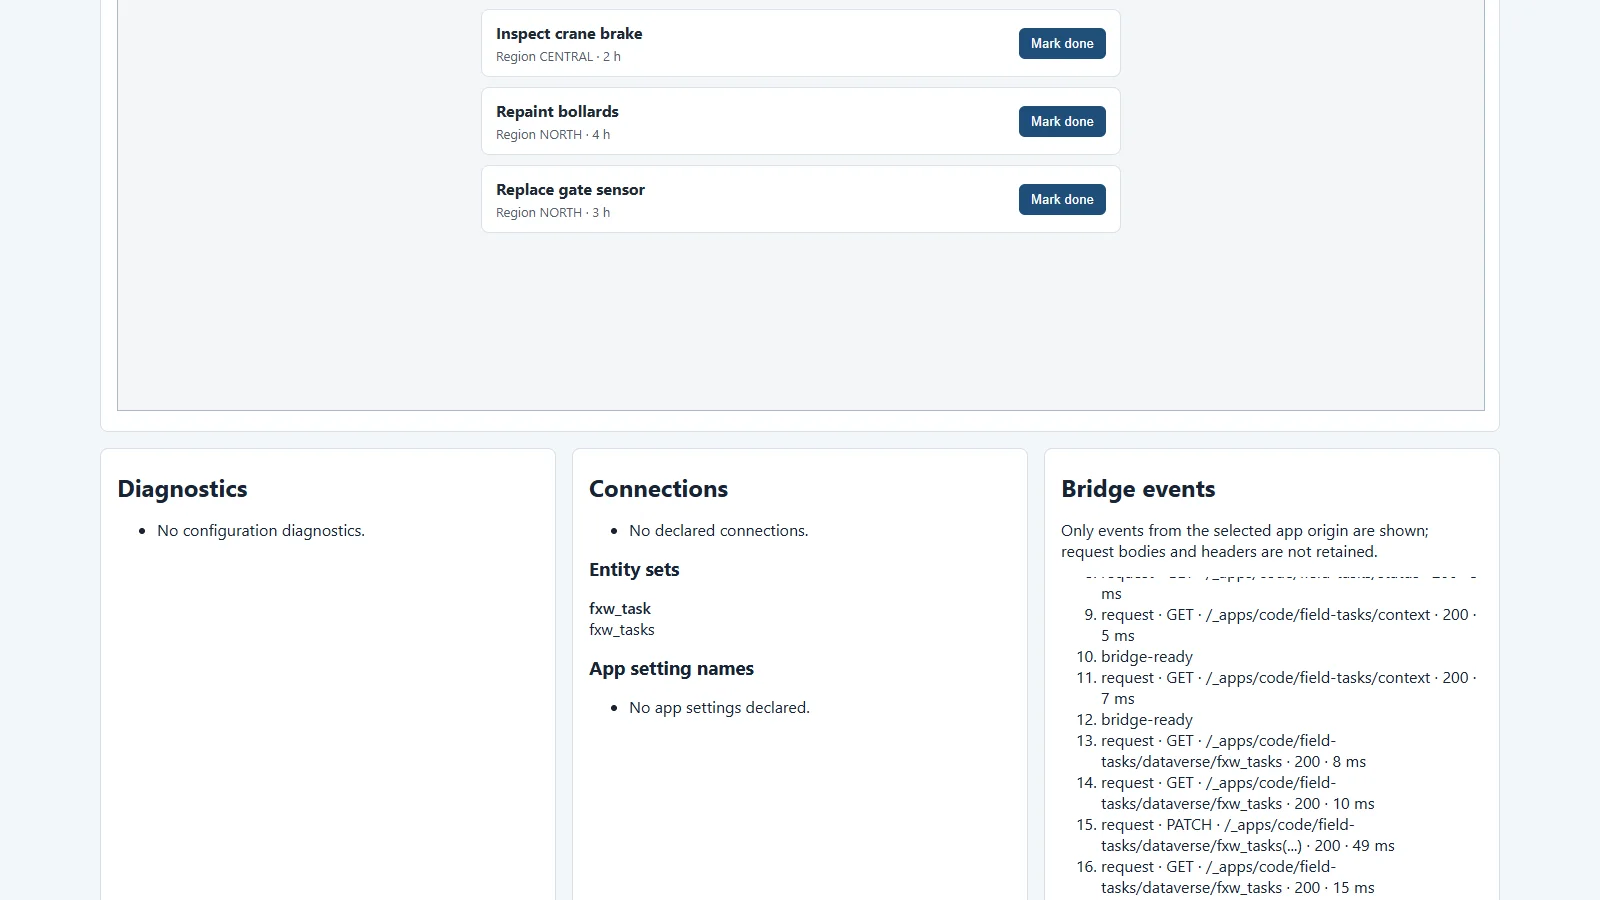 Inspect crane brake
Region CENTRAL · 2 h
Mark done
Repaint bollards
Region NORTH · 4 h
Mark done
Replace gate sensor
Region NORTH · 3 h
Mark done
Diagnostics
• No configuration diagnostics.
Connections
• No declared connections.
Entity sets
fxw_task
fxw_tasks
App setting names
• No app settings declared.
Bridge events
Only events from the selected app origin are shown;
request bodies and headers are not retained.
ms
9. request · GET · /_apps/code/field-tasks/context · 200 ·
5 ms
10. bridge-ready
11. request · GET · /_apps/code/field-tasks/context · 200 ·
7 ms
12. bridge-ready
13. request · GET · /_apps/code/field-
tasks/dataverse/fxw_tasks · 200 · 8 ms
14. request · GET · /_apps/code/field-
tasks/dataverse/fxw_tasks · 200 · 10 ms
15. request · PATCH · /_apps/code/field-
tasks/dataverse/fxw_tasks(...) · 200 · 49 ms
16. request · GET · /_apps/code/field-
tasks/dataverse/fxw_tasks · 200 · 15 ms